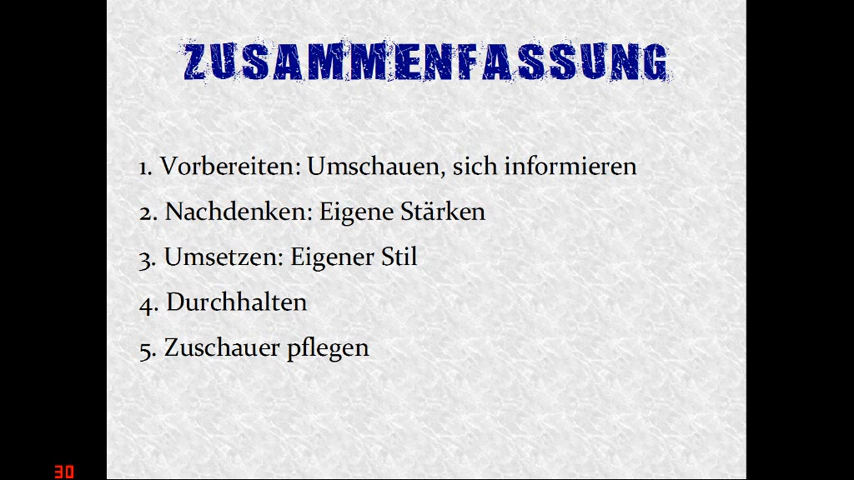 ZUSAMMENFASSUNG
1. Vorbereiten: Umschauen, sich informieren
2. Nachdenken: Eigene Stärken
3. Umsetzen: Eigener Stil
4. Durchhalten
5. Zuschauer pflegen
30